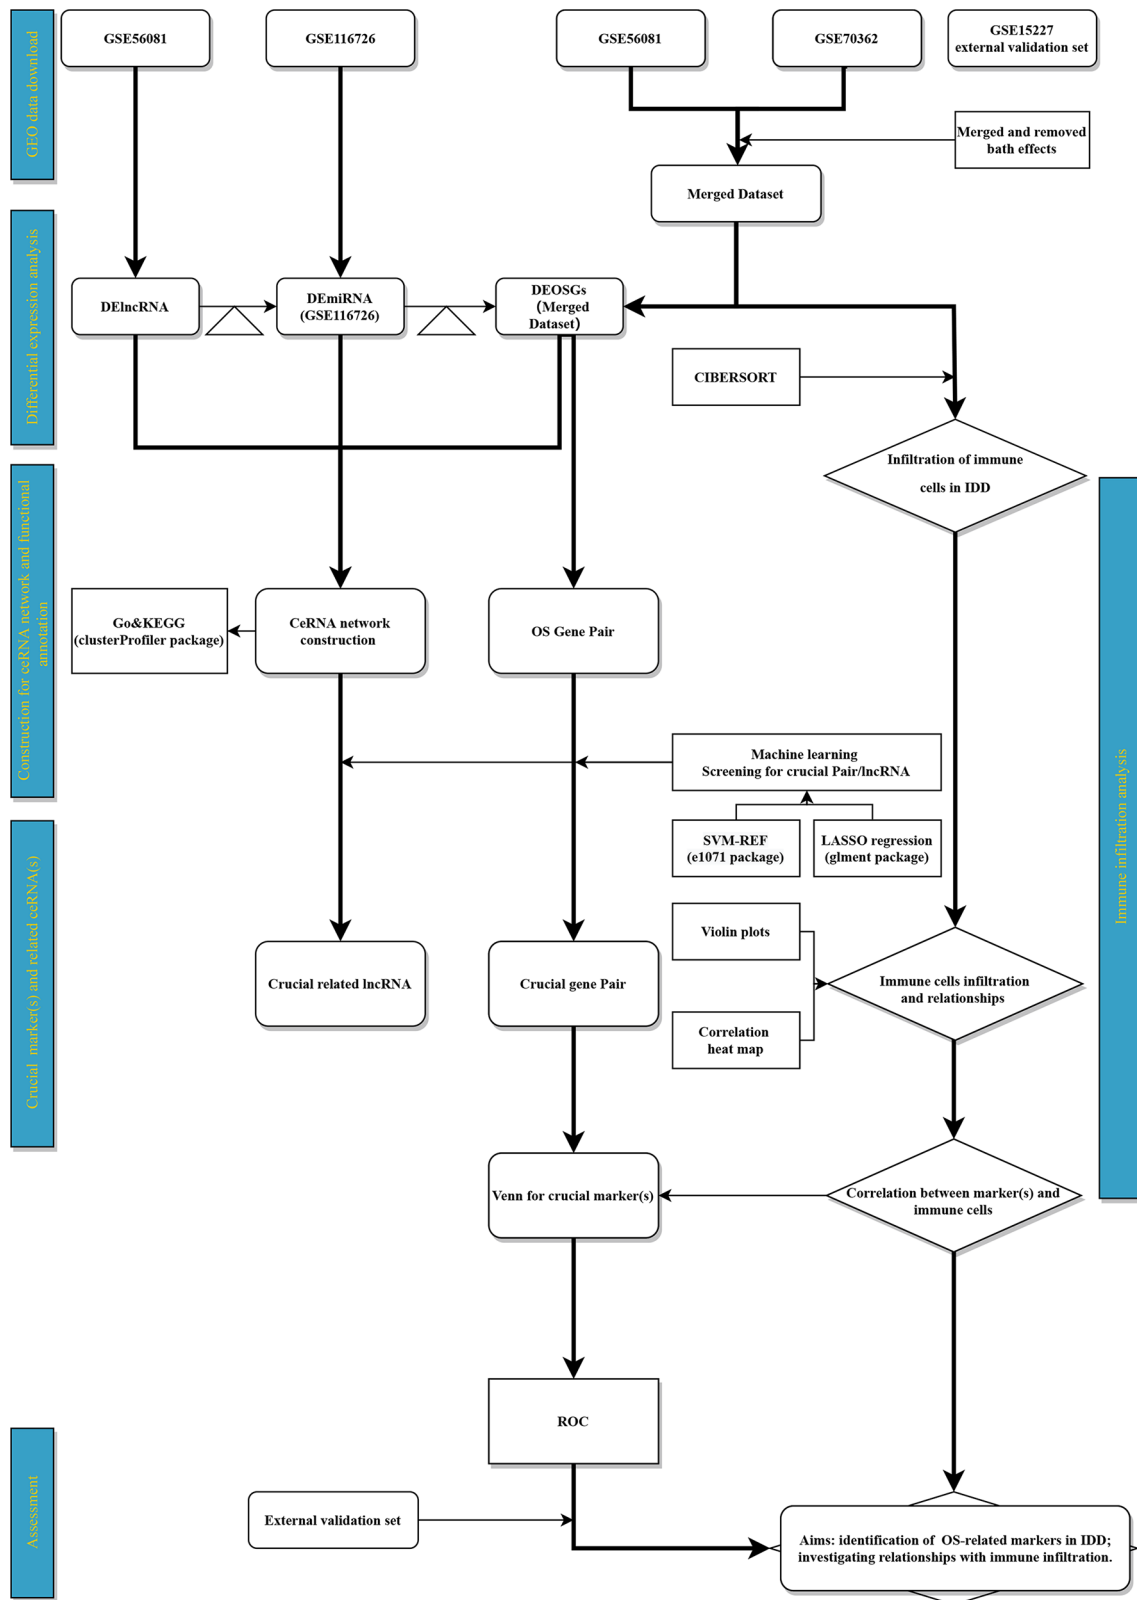 GEO data download
GSE56081
GSE116726
GSE56081
GSE70362
GSE15227
external validation set
Merged and removed
bath effects
Merged Dataset
Differential expression analysis
DElncRNA
DEmiRNA
(GSE116726)
DEOSGs
(Merged
Dataset)
CIBERSORT
Infiltration of immune
cells in IDD
Construction for ceRNA network and functional
annotation
Go&KEGG
(clusterProfiler package)
CeRNA network
construction
OS Gene Pair
Machine learning
Screening for crucial Pair/lncRNA
SVM-REF
(e1071 package)
LASSO regression
(glment package)
Immune infiltration analysis
Crucial marker(s) and related ceRNA(s)
Crucial related lncRNA
Crucial gene Pair
Violin plots
Correlation
heat map
Immune cells infiltration
and relationships
Venn for crucial marker(s)
Correlation between marker(s) and
immune cells
ROC
Assessment
External validation set
Aims: identification of OS-related markers in IDD;
investigating relationships with immune infiltration.